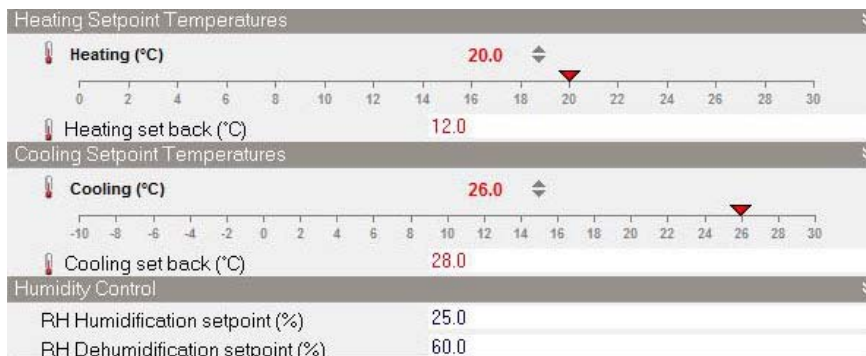 Heating Setpoint Temperatures
Heating (°C) 20.0
0 2 4 6 8 10 12 14 16 18 20 22 24 26 28 30
Heating set back (°C) 12.0
Cooling Setpoint Temperatures
Cooling (°C) 26.0
-10 -8 -6 -4 -2 0 2 4 6 8 10 12 14 16 18 20 22 24 26 28 30
Cooling set back (°C) 28.0
Humidity Control
RH Humidification setpoint (%) 25.0
RH Dehumidification setpoint (%) 60.0